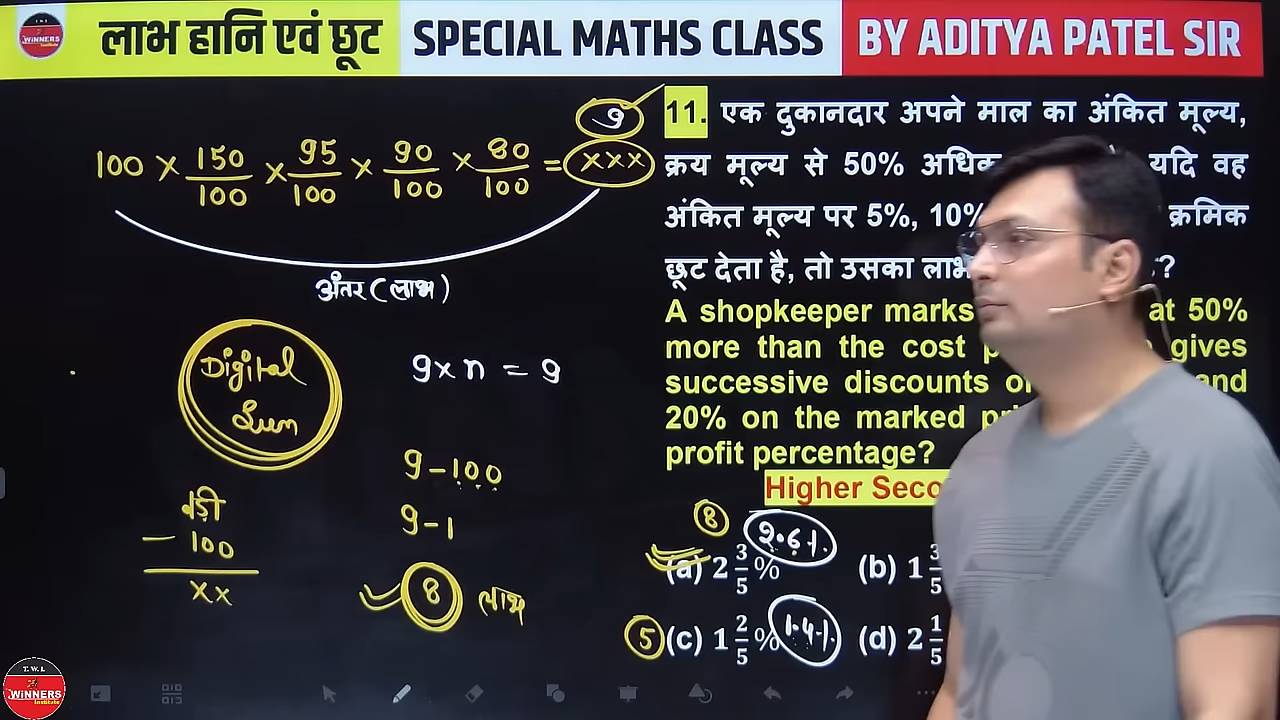 WiNNERS
Institute
लाभ हानि एवं छूट
SPECIAL MATHS CLASS
BY ADITYA PATEL SIR
100 × 150/100 × 95/100 × 90/100 × 80/100 = ×××
9
अंतर (लाभ)
Digital
Sum
9 × n = 9
9 - 100
9 - 1
8 लाभ
बड़ी
- 100
××
11. एक दुकानदार अपने माल का अंकित मूल्य,
क्रय मूल्य से 50% अधिक यदि वह
अंकित मूल्य पर 5%, 10% क्रमिक
छूट देता है, तो उसका लाभ ?
A shopkeeper marks at 50%
more than the cost gives
successive discounts and
20% on the marked
profit percentage?
Higher
8 2.6%
(a) 2 3/5 % (b) 1 3/5
5 (c) 1 2/5 % 1.4% (d) 2 1/5
T.W.I.
WiNNERS
Institute